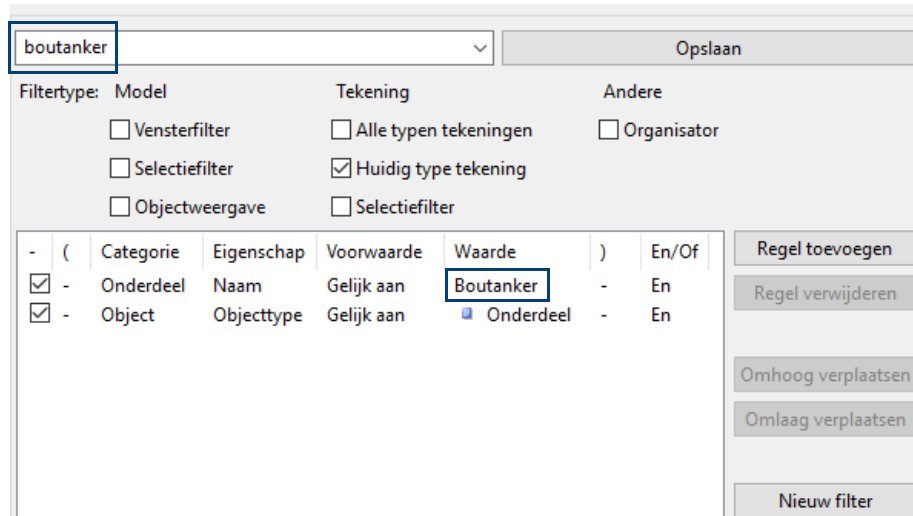 boutanker Opslaan
Filtertype: Model Tekening Andere
Vensterfilter Alle typen tekeningen Organisator
Selectiefilter Huidig type tekening
Objectweergave Selectiefilter
- ( Categorie Eigenschap Voorwaarde Waarde ) En/Of Regel toevoegen
- Onderdeel Naam Gelijk aan Boutanker - En Regel verwijderen
- Object Objecttype Gelijk aan Onderdeel - En
Omhoog verplaatsen
Omlaag verplaatsen
Nieuw filter